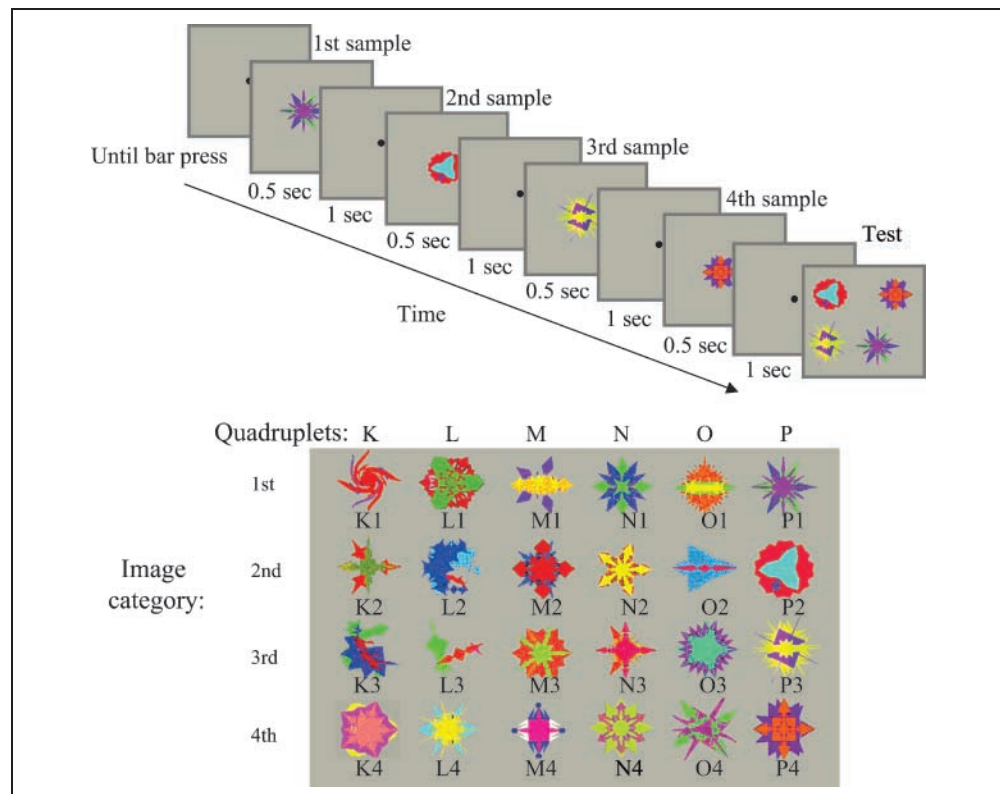 1st sample
2nd sample
Until bar press
3rd sample
0.5 sec
4th sample
1 sec
Test
0.5 sec
1 sec
0.5 sec
Time
1 sec
0.5 sec
1 sec
Quadruplets: K L M N O P
1st
K1 L1 M1 N1 O1 P1
Image
category:
2nd
K2 L2 M2 N2 O2 P2
3rd
K3 L3 M3 N3 O3 P3
4th
K4 L4 M4 N4 O4 P4